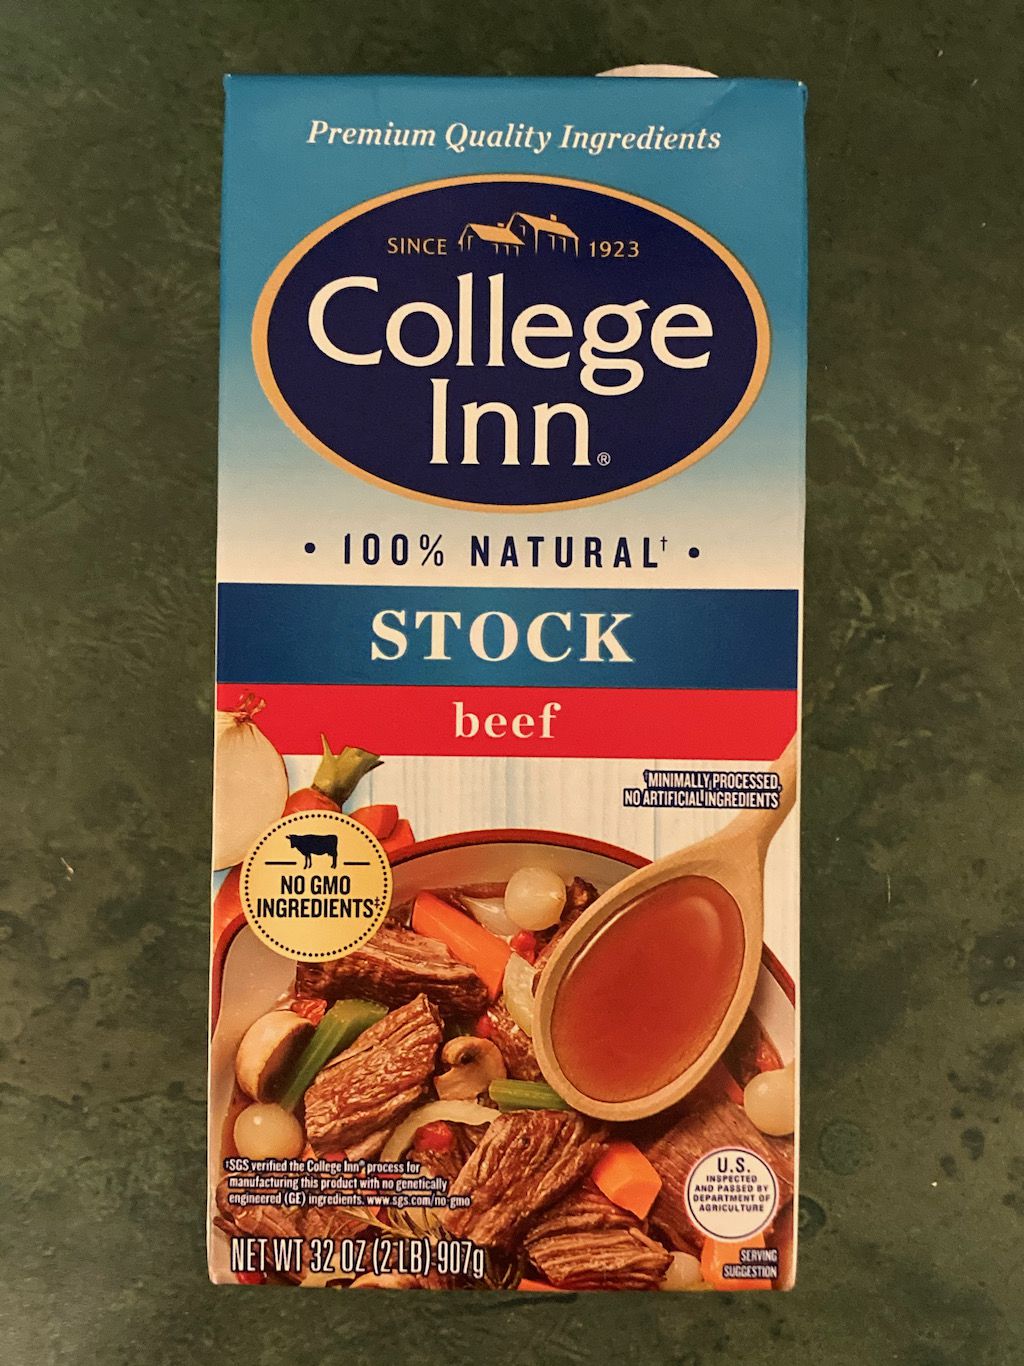 Premium Quality Ingredients
SINCE 1923
College
Inn®
• 100% NATURAL† •
STOCK
beef
†MINIMALLY PROCESSED,
NO ARTIFICIAL INGREDIENTS
NO GMO
INGREDIENTS‡
‡SGS verified the College Inn® process for
manufacturing this product with no genetically
engineered (GE) ingredients. www.sgs.com/no-gmo
U.S.
INSPECTED
AND PASSED BY
DEPARTMENT OF
AGRICULTURE
NET WT 32 OZ (2 LB) 907g
SERVING
SUGGESTION